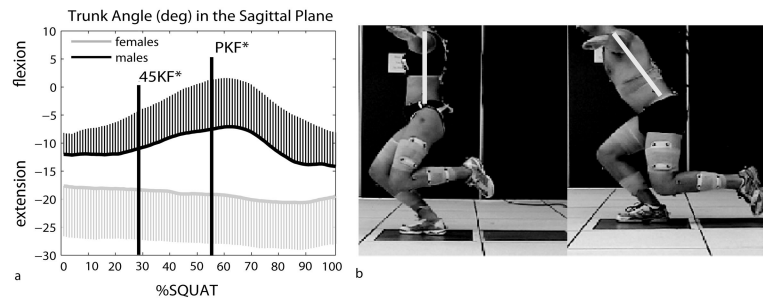 Trunk Angle (deg) in the Sagittal Plane
10
5
0
−5
−10
−15
−20
−25
−30
flexion
extension
females
males
45KF*
PKF*
0 10 20 30 40 50 60 70 80 90 100
%SQUAT
a
b